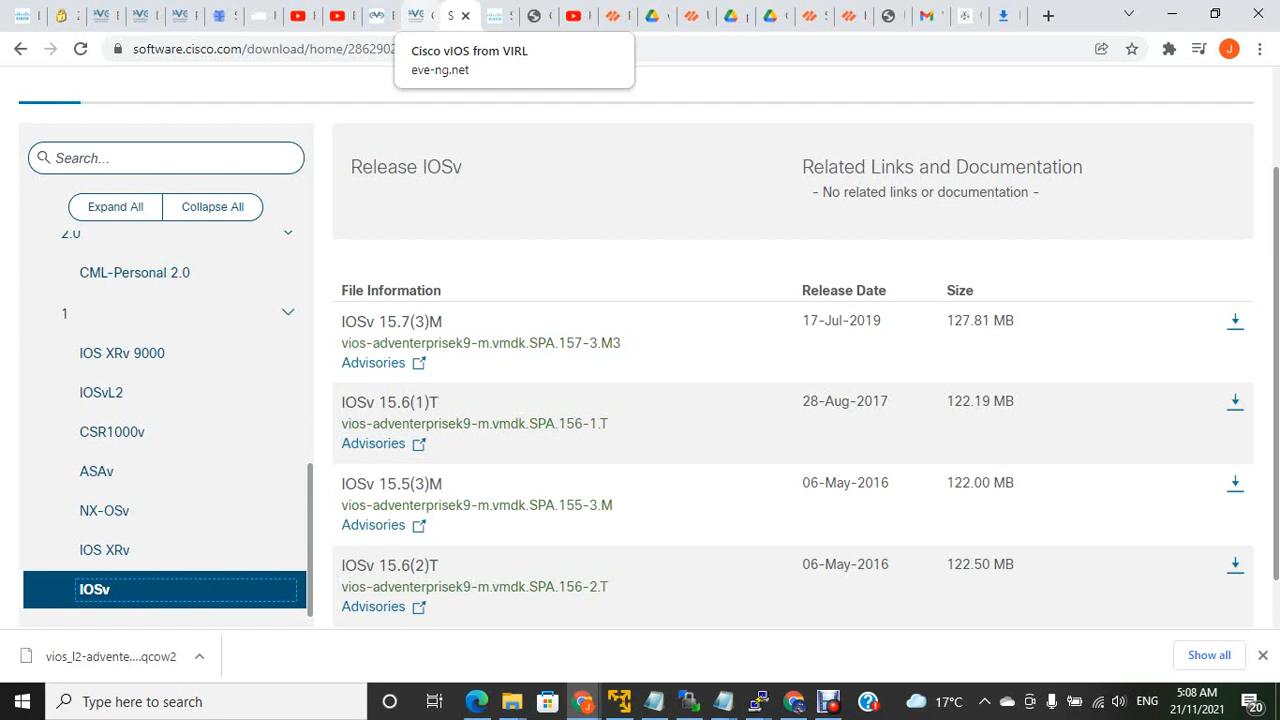 software.cisco.com/download/home/2862902
Cisco vIOS from VIRL
eve-ng.net
Search...
Expand All
Collapse All
2.0
CML-Personal 2.0
1
IOS XRv 9000
IOSvL2
CSR1000v
ASAv
NX-OSv
IOS XRv
IOSv
Release IOSv
Related Links and Documentation
- No related links or documentation -
File Information Release Date Size
IOSv 15.7(3)M 17-Jul-2019 127.81 MB
vios-adventerprisek9-m.vmdk.SPA.157-3.M3
Advisories
IOSv 15.6(1)T 28-Aug-2017 122.19 MB
vios-adventerprisek9-m.vmdk.SPA.156-1.T
Advisories
IOSv 15.5(3)M 06-May-2016 122.00 MB
vios-adventerprisek9-m.vmdk.SPA.155-3.M
Advisories
IOSv 15.6(2)T 06-May-2016 122.50 MB
vios-adventerprisek9-m.vmdk.SPA.156-2.T
Advisories
vios_l2-advente....qcow2
Show all
Type here to search
17°C
ENG
5:08 AM
21/11/2021
20